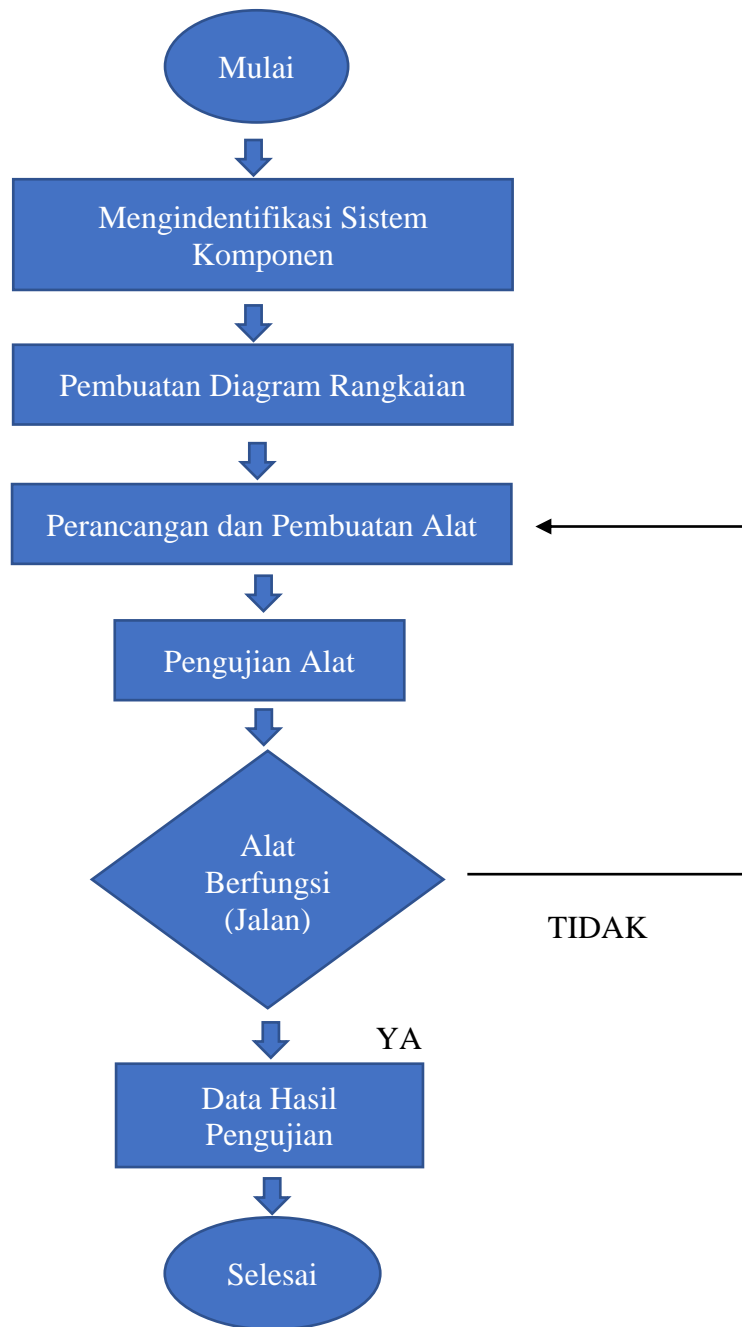 Mulai
Mengindentifikasi Sistem
Komponen
Pembuatan Diagram Rangkaian
Perancangan dan Pembuatan Alat
Pengujian Alat
Alat
Berfungsi
(Jalan)
TIDAK
YA
Data Hasil
Pengujian
Selesai